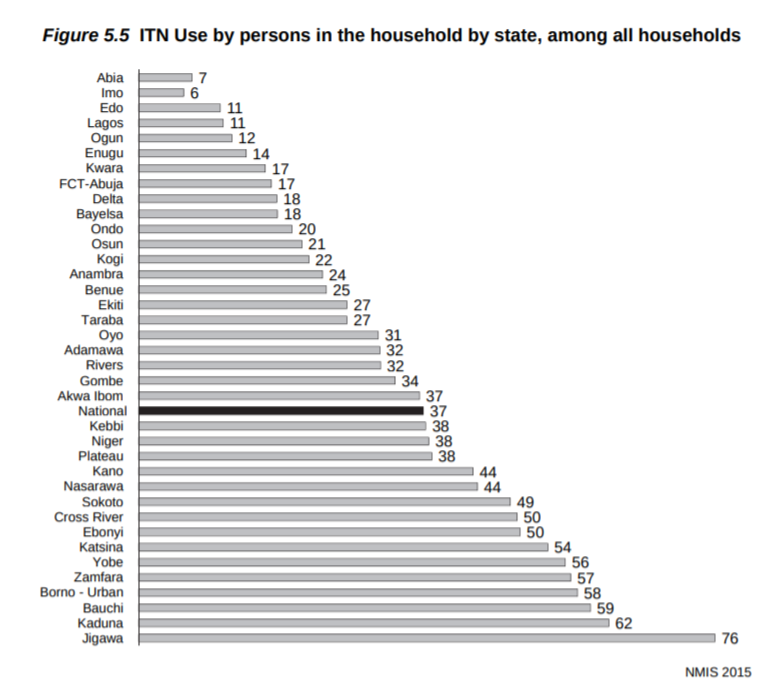 Figure 5.5 ITN Use by persons in the household by state, among all households
Abia 7
Imo 6
Edo 11
Lagos 11
Ogun 12
Enugu 14
Kwara 17
FCT-Abuja 17
Delta 18
Bayelsa 18
Ondo 20
Osun 21
Kogi 22
Anambra 24
Benue 25
Ekiti 27
Taraba 27
Oyo 31
Adamawa 32
Rivers 32
Gombe 34
Akwa Ibom 37
National 37
Kebbi 38
Niger 38
Plateau 38
Kano 44
Nasarawa 44
Sokoto 49
Cross River 50
Ebonyi 50
Katsina 54
Yobe 56
Zamfara 57
Borno - Urban 58
Bauchi 59
Kaduna 62
Jigawa 76
NMIS 2015